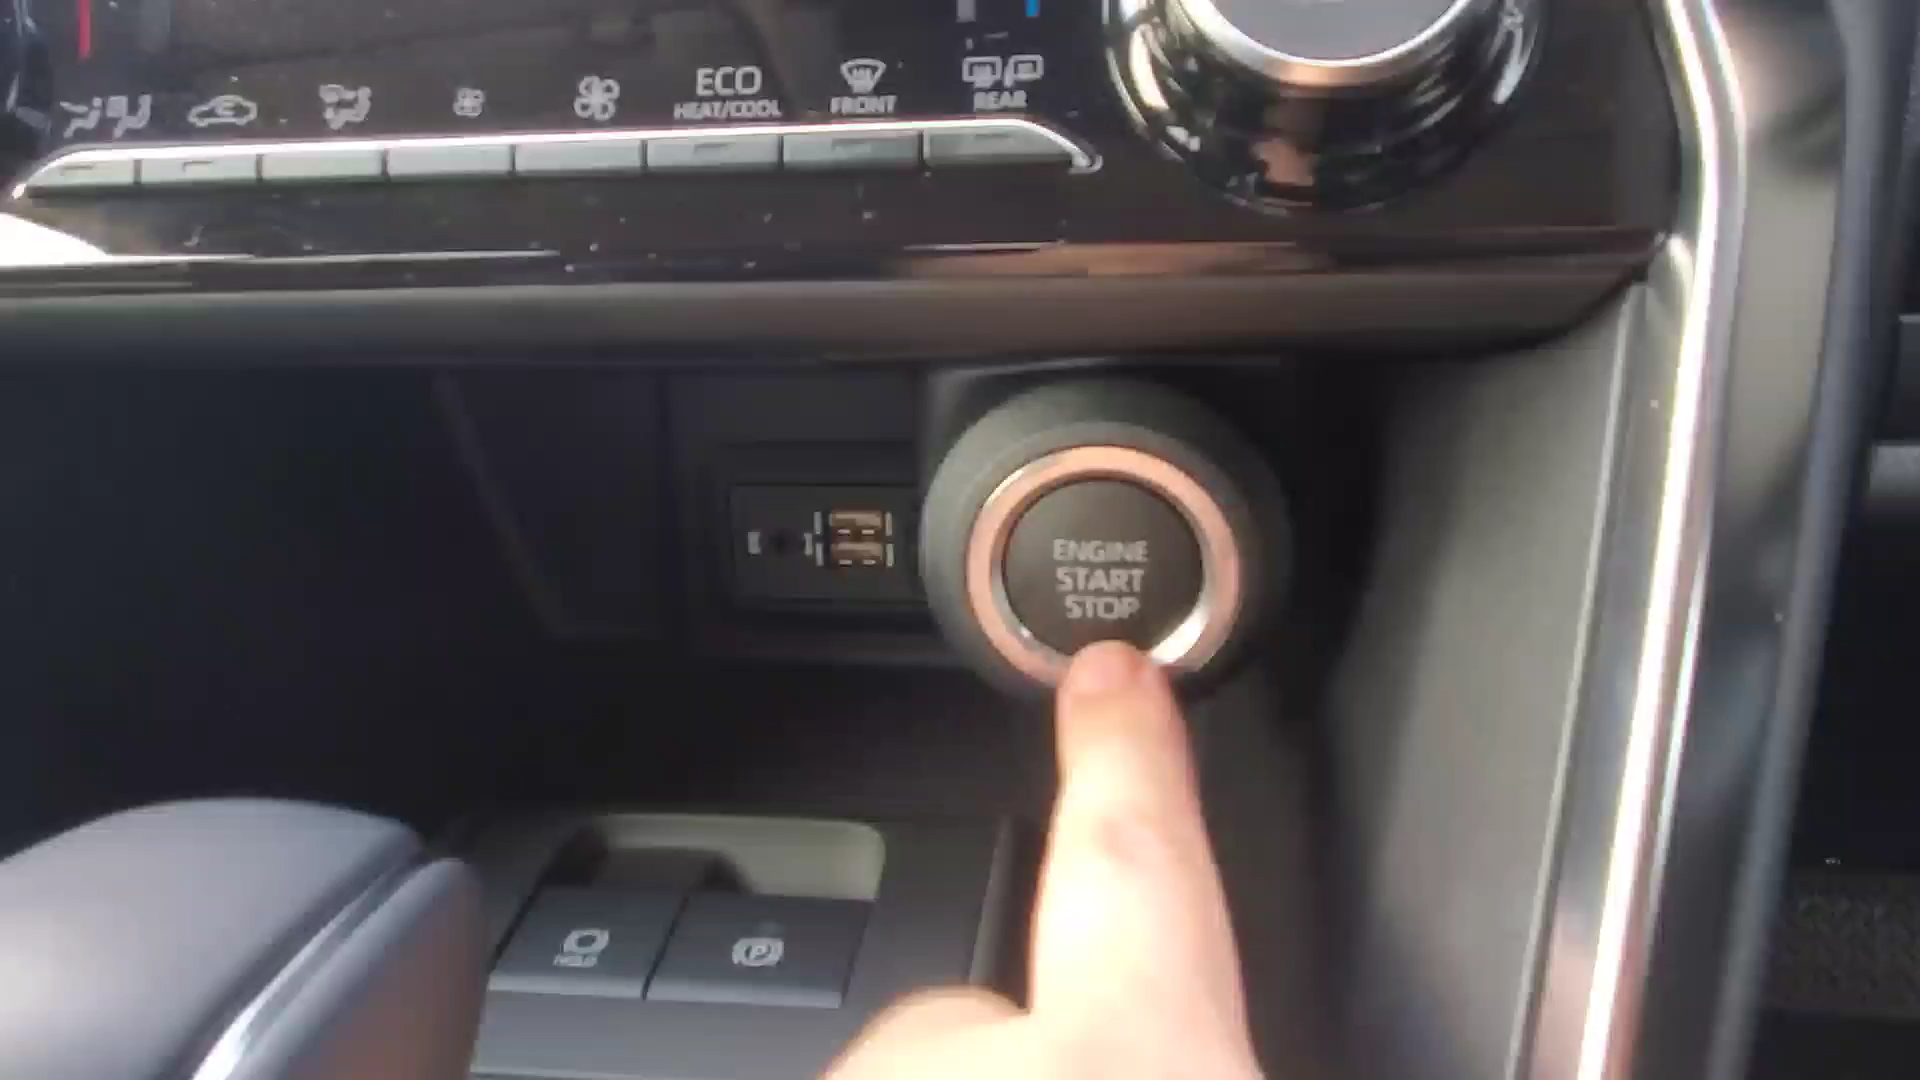 ECO
HEAT/COOL
FRONT
REAR
ENGINE
START
STOP
HOLD
P